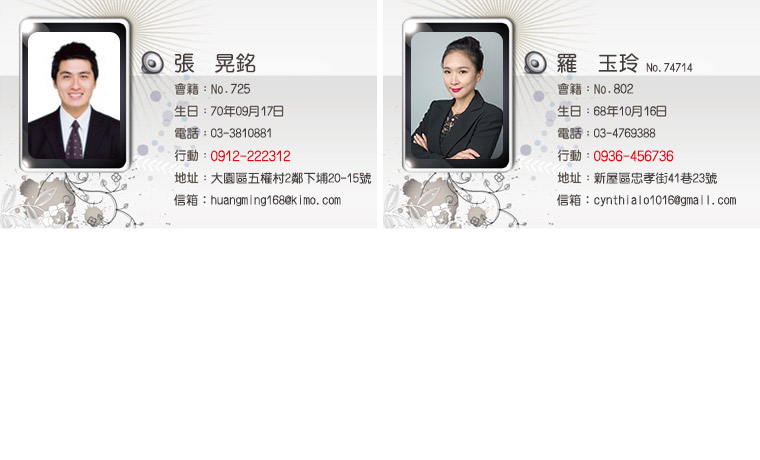 張　晃銘
會籍：No.725
生日：70年09月17日
電話：03-3810881
行動：0912-222312
地址：大園區五權村2鄰下埔20-15號
信箱：huangming168@kimo.com
羅　玉玲 No.74714
會籍：No.802
生日：68年10月16日
電話：03-4769388
行動：0936-456736
地址：新屋區忠孝街41巷23號
信箱：cynthialo1016@gmail.com